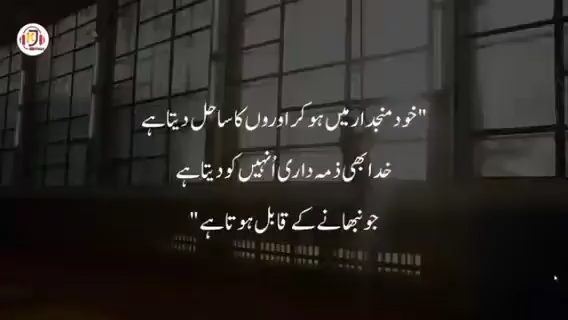 "خود منجدار میں ہو کر اوروں کا ساحل دیتا ہے
خدا بھی ذمہ داری اُنہیں کو دیتا ہے
جو نبھانے کے قابل ہوتا ہے"